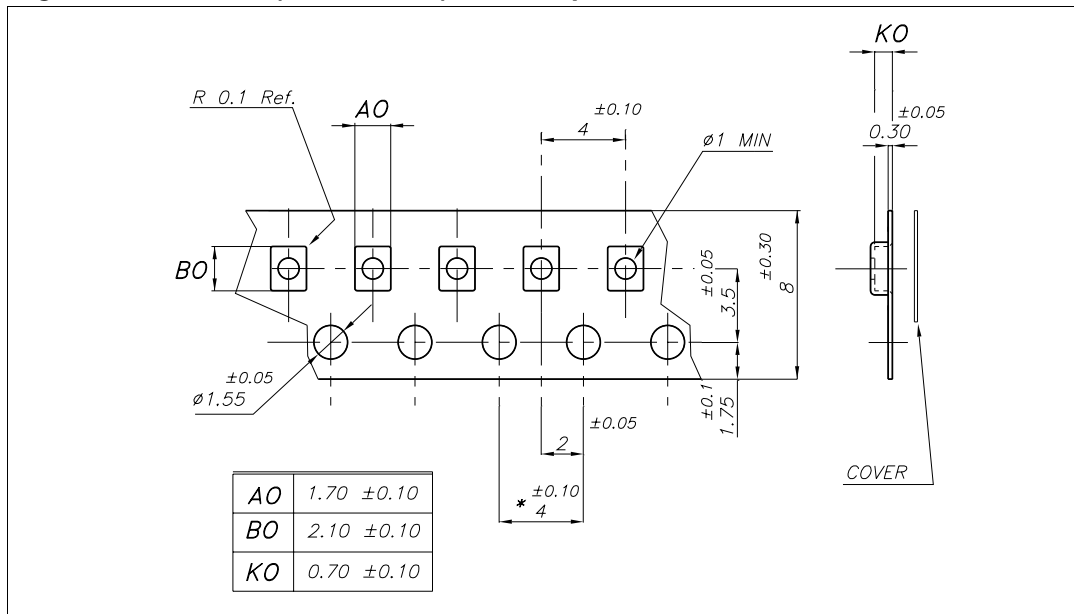 KO
R 0.1 Ref.
AO
±0.10
4
ø1 MIN
±0.05
0.30
BO
±0.05
3.5
±0.30
8
±0.05
ø1.55
±0.1
1.75
±0.05
2
* ±0.10
4
COVER
AO 1.70 ±0.10
BO 2.10 ±0.10
KO 0.70 ±0.10